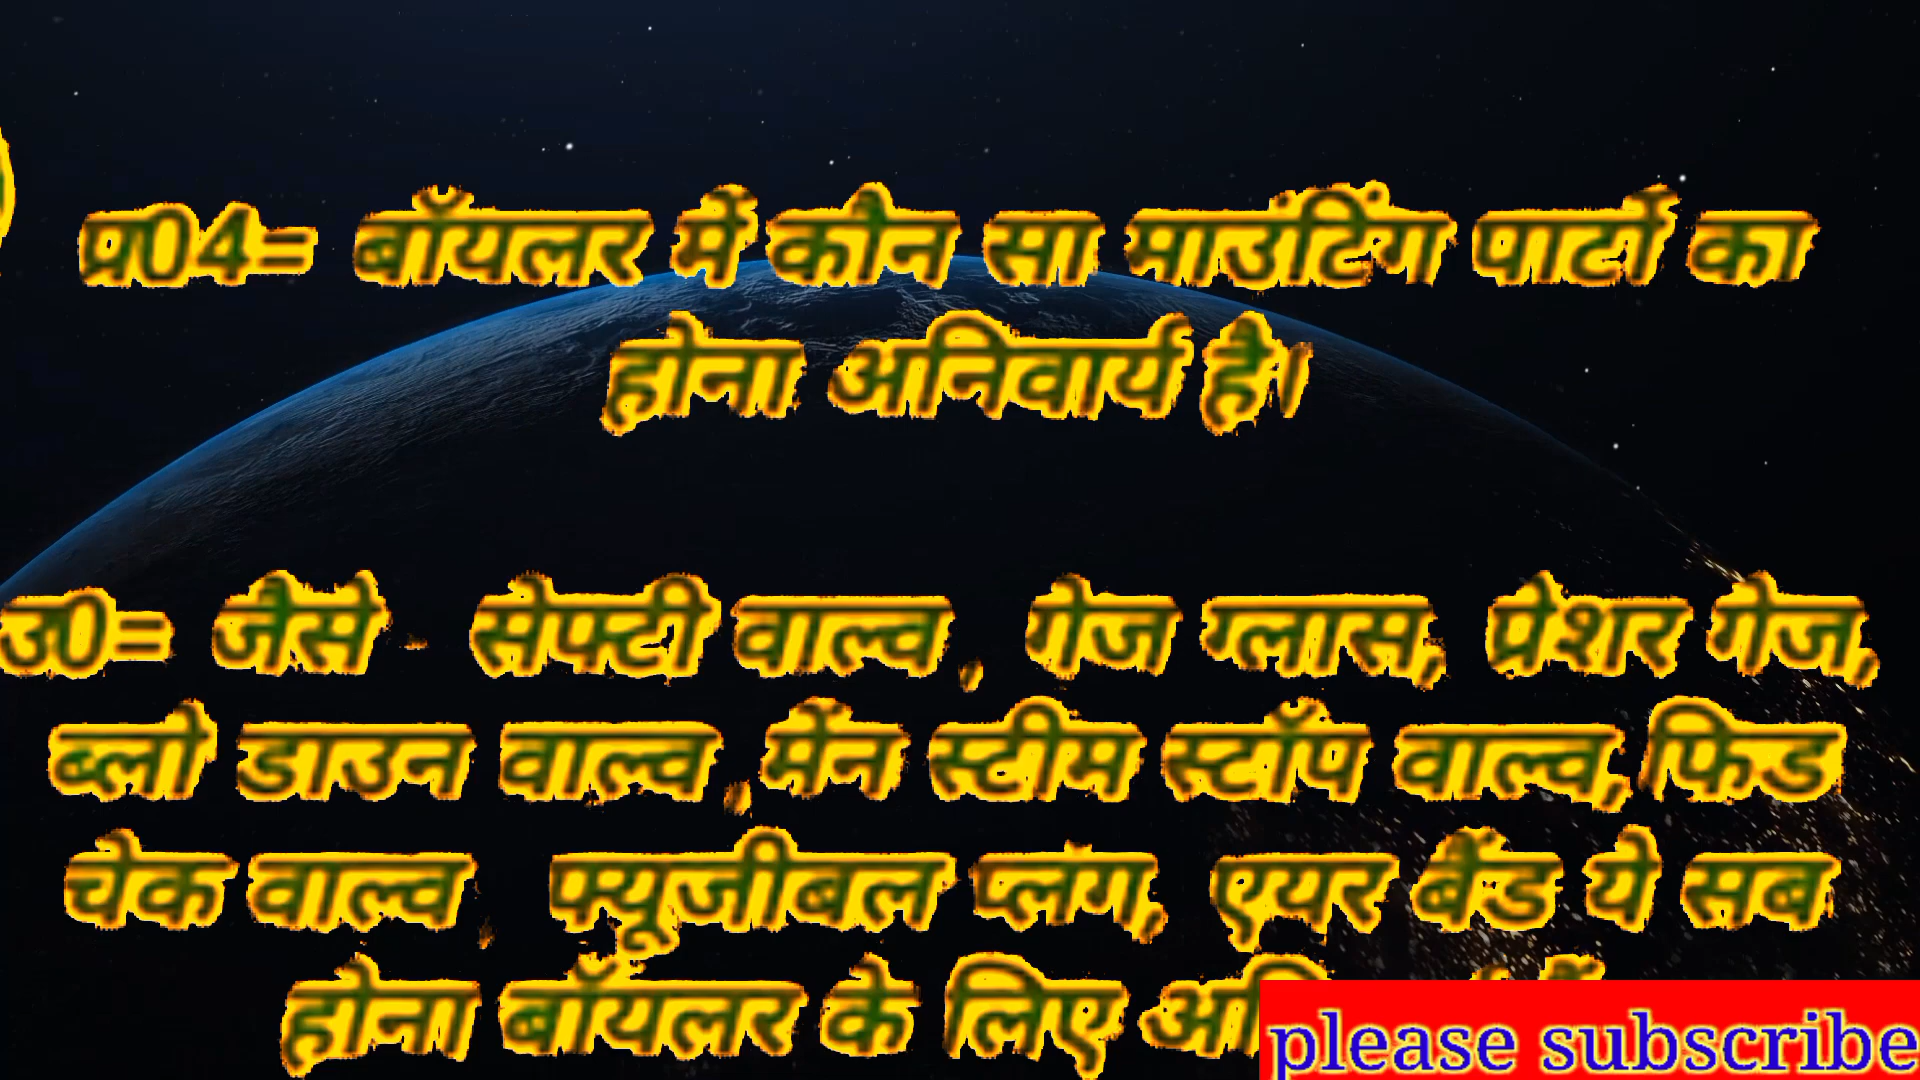 प्र04= बॉयलर में कौन सा माउंटिंग पार्टो का
होना अनिवार्य है।
उ0= जैसे - सेफ्टी वाल्व , गेज ग्लास, प्रेशर गेज,
ब्लो डाउन वाल्व , मेंन स्टीम स्टॉप वाल्व, फिड
चेक वाल्व , फ्यूजीबल प्लग, एयर बैंड ये सब
होना बॉयलर के लिए
please subscribe